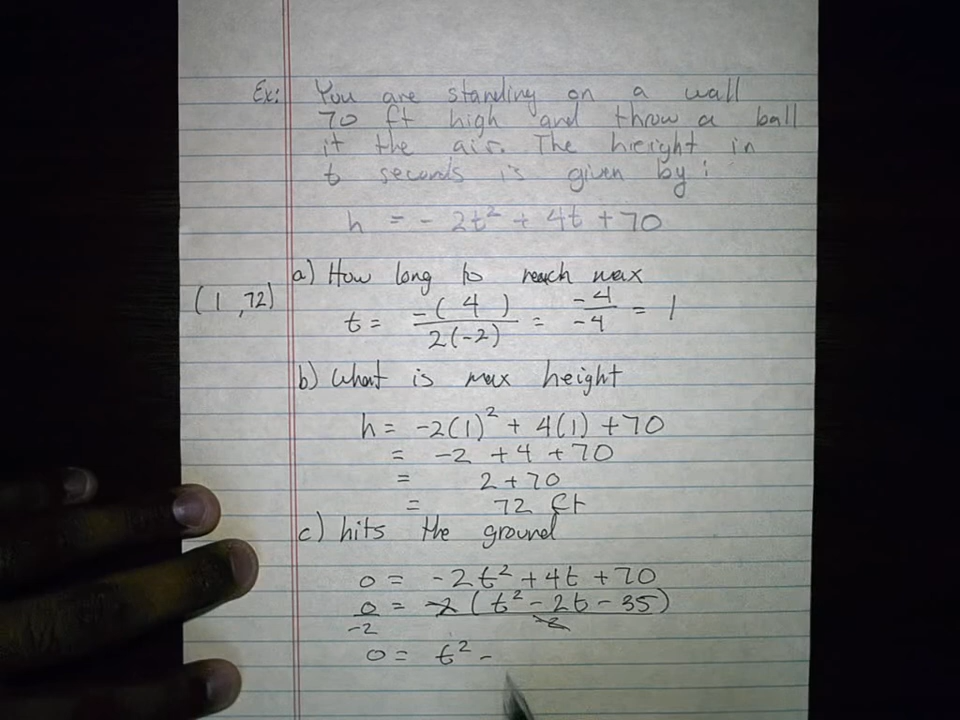 Ex: You are standing on a wall
70 ft high and throw a ball
it the air. The hieight in
t seconds is given by:
h = - 2t² + 4t + 70
a) How long to reach max
(1, 72)
t = -(4) / 2(-2) = -4 / -4 = 1
b) What is max height
h = -2(1)² + 4(1) + 70
= -2 + 4 + 70
= 2 + 70
= 72 ft
c) hits the ground
0 = -2t² + 4t + 70
0 / -2 = -2(t² - 2t - 35) / -2
0 = t² -